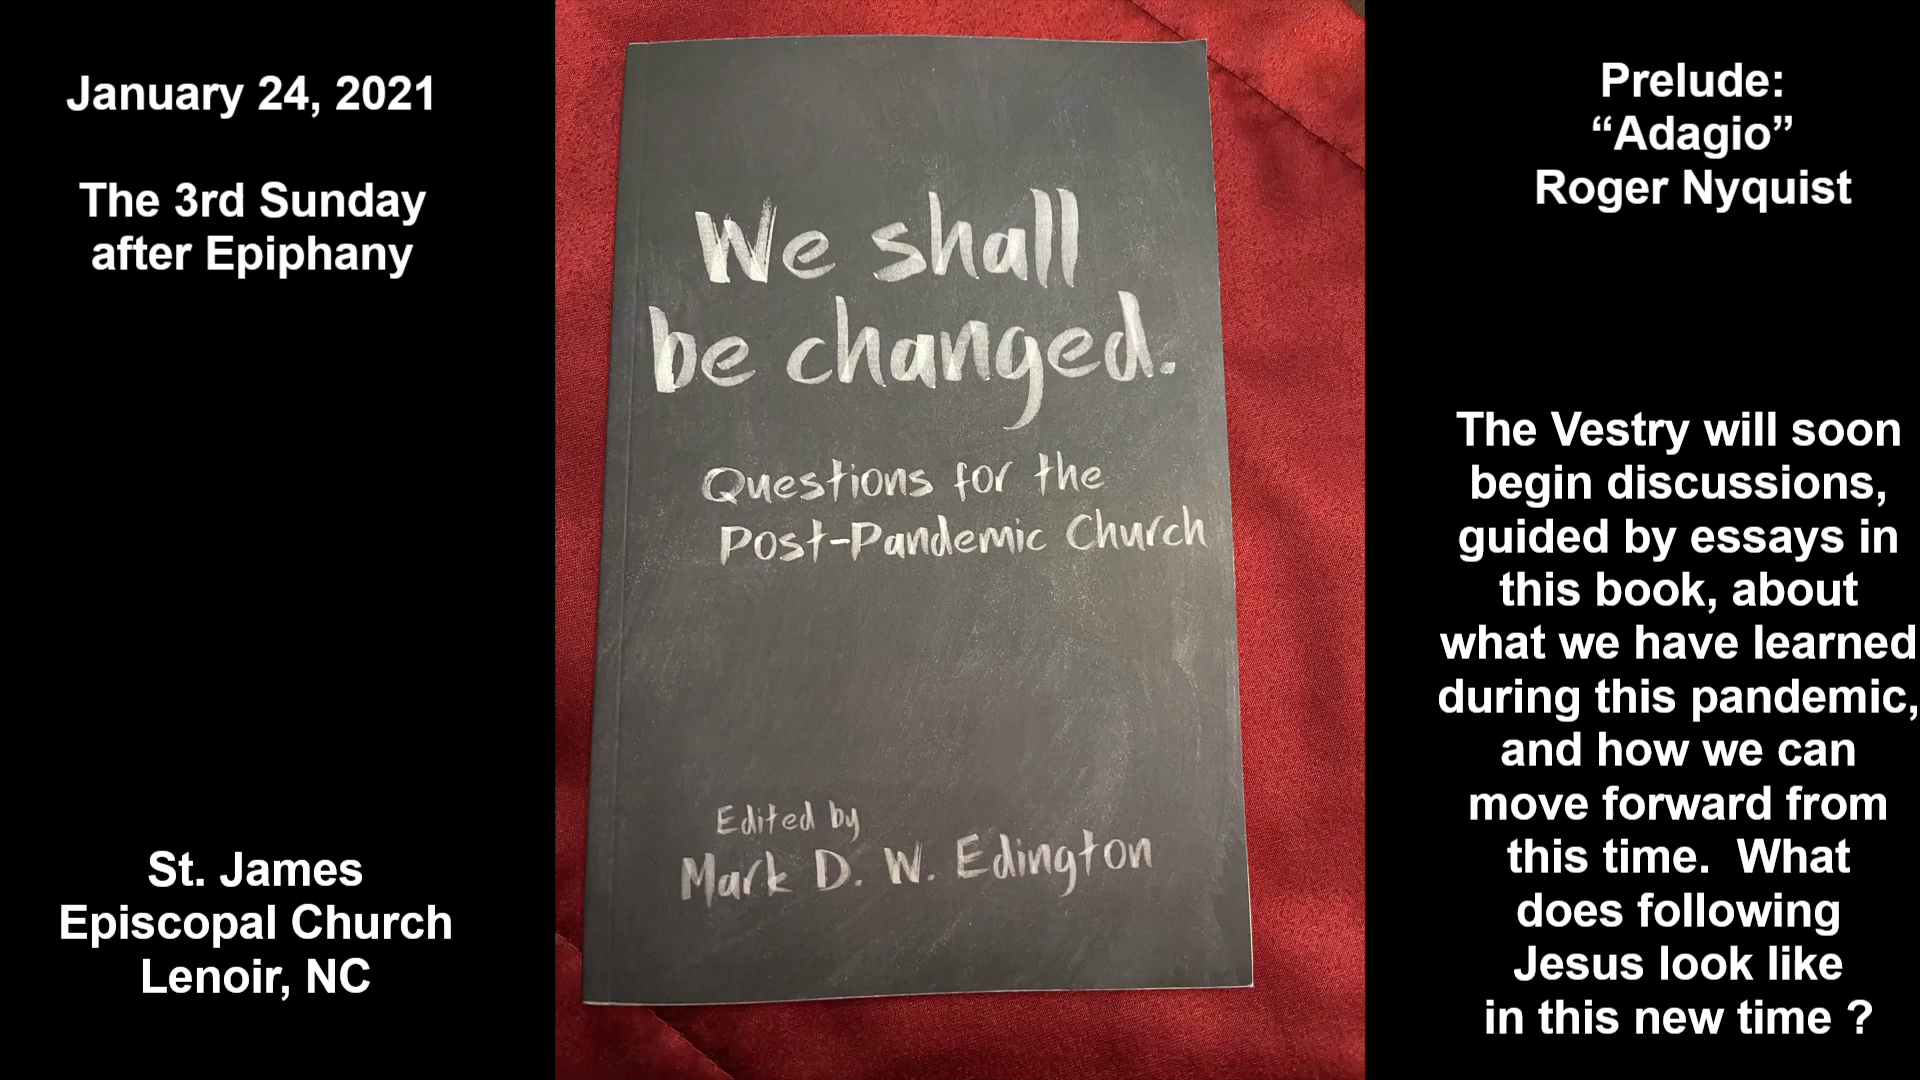 January 24, 2021
The 3rd Sunday
after Epiphany
St. James
Episcopal Church
Lenoir, NC
We shall
be changed.
Questions for the
Post-Pandemic Church
Edited by
Mark D. W. Edington
Prelude:
“Adagio”
Roger Nyquist
The Vestry will soon
begin discussions,
guided by essays in
this book, about
what we have learned
during this pandemic,
and how we can
move forward from
this time.  What
does following
Jesus look like
in this new time ?